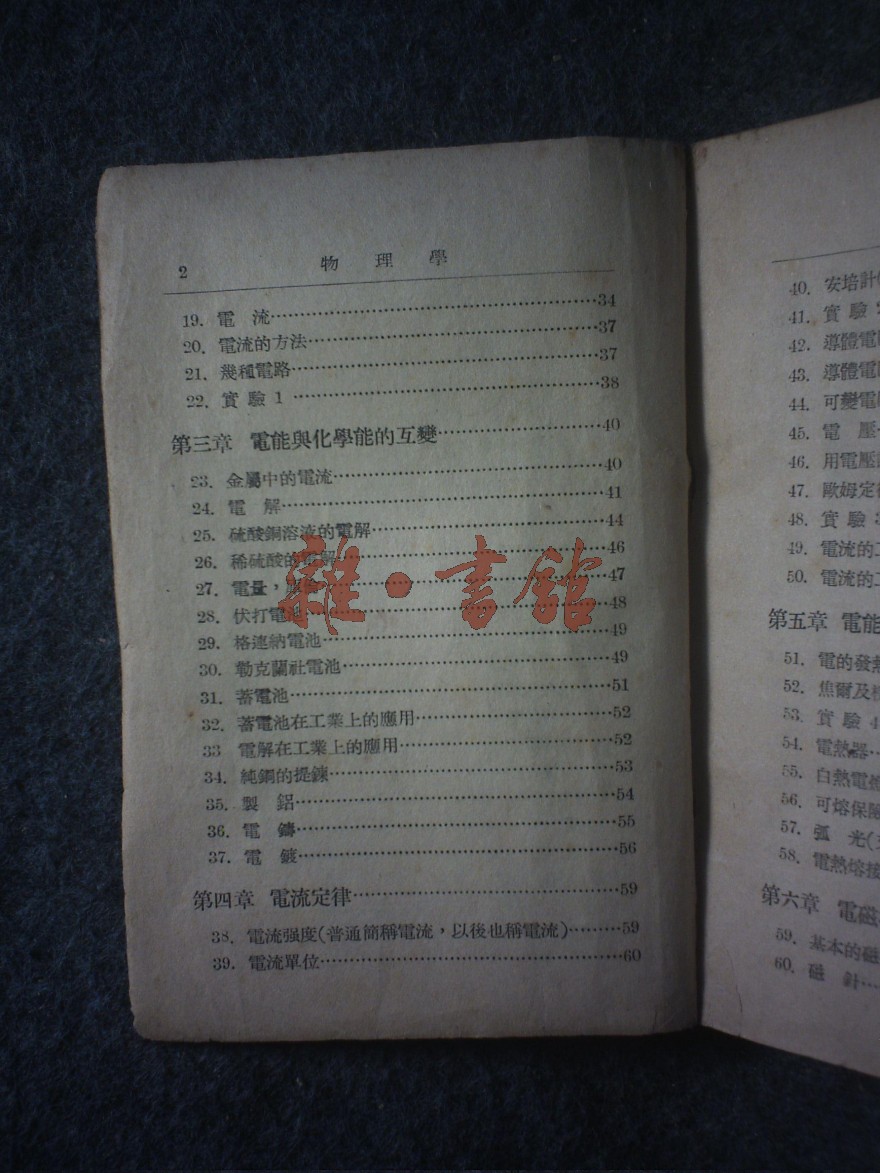 2 物理學
19. 電 流……34
20. 電流的方法……37
21. 幾種電路……37
22. 實驗 1……38
第三章 電能與化學能的互變……40
23. 金屬中的電流……40
24. 電 解……41
25. 硫酸銅溶液的電解……44
26. 稀硫酸的電解……46
27. 電量，……47
28. 伏打電池……48
29. 格連納電池……49
30. 勒克蘭社電池……49
31. 蓄電池……51
32. 蓄電池在工業上的應用……52
33 電解在工業上的應用……52
34. 純銅的提鍊……53
35. 製 鋁……54
36. 電 鑄……55
37. 電 鍍……56
第四章 電流定律……59
38. 電流强度(普通簡稱電流，以後也稱電流)……59
39. 電流單位……60
雜·書館
40. 安培計
41. 實驗
42. 導體電
43. 導體電
44. 可變電
45. 電 壓
46. 用電壓
47. 歐姆定
48. 實驗
49. 電流的
50. 電流的
第五章 電能
51. 電的發熱
52. 焦爾及
53. 實驗 4
54. 電熱器
55. 白熱電
56. 可熔保險
57. 弧 光(
58. 電熱熔接
第六章 電磁
59. 基本的磁
60. 磁 針